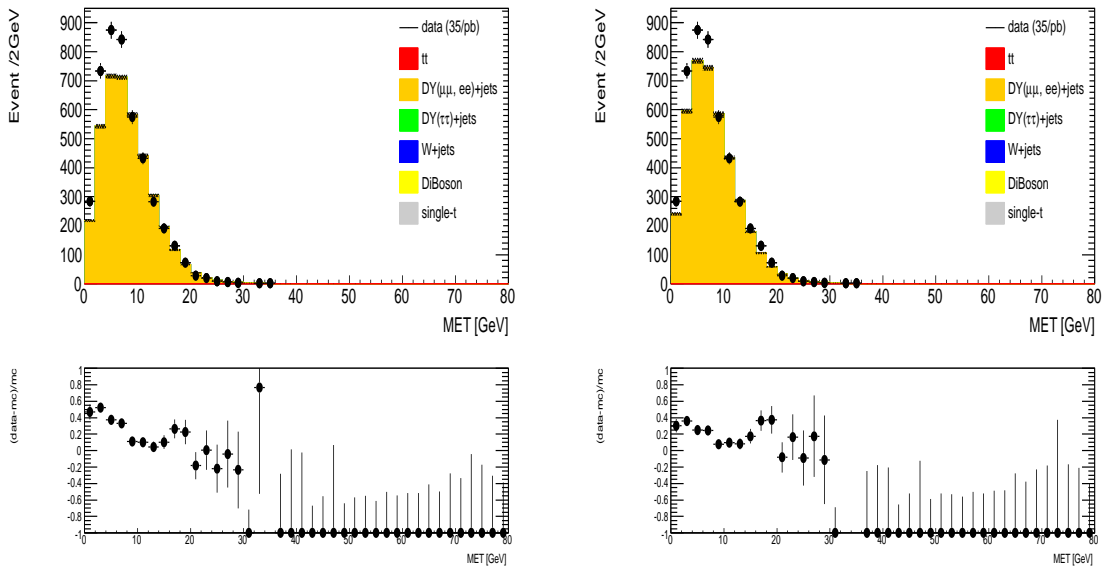 Event /2GeV
900
800
700
600
500
400
300
200
100
0
data (35/pb)
tt
DY(μμ, ee)+jets
DY(ττ)+jets
W+jets
DiBoson
single-t
0 10 20 30 40 50 60 70 80
MET [GeV]
Event /2GeV
900
800
700
600
500
400
300
200
100
0
data (35/pb)
tt
DY(μμ, ee)+jets
DY(ττ)+jets
W+jets
DiBoson
single-t
0 10 20 30 40 50 60 70 80
MET [GeV]
(data-mc)/mc
1
0.8
0.6
0.4
0.2
0
-0.2
-0.4
-0.6
-0.8
-1
0 10 20 30 40 50 60 70 80
MET [GeV]
(data-mc)/mc
1
0.8
0.6
0.4
0.2
0
-0.2
-0.4
-0.6
-0.8
-1
0 10 20 30 40 50 60 70 80
MET [GeV]